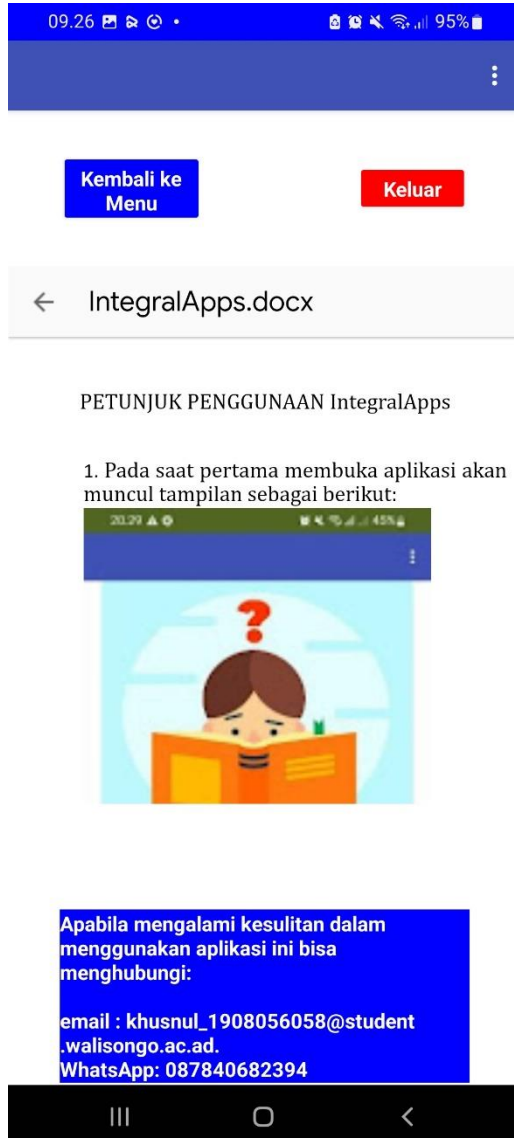 09.26 95%
Kembali ke
Menu
Keluar
IntegralApps.docx
PETUNJUK PENGGUNAAN IntegralApps
1. Pada saat pertama membuka aplikasi akan
muncul tampilan sebagai berikut:
20.29 45%
?
Apabila mengalami kesulitan dalam
menggunakan aplikasi ini bisa
menghubungi:
email : khusnul_1908056058@student
.walisongo.ac.ad.
WhatsApp: 087840682394